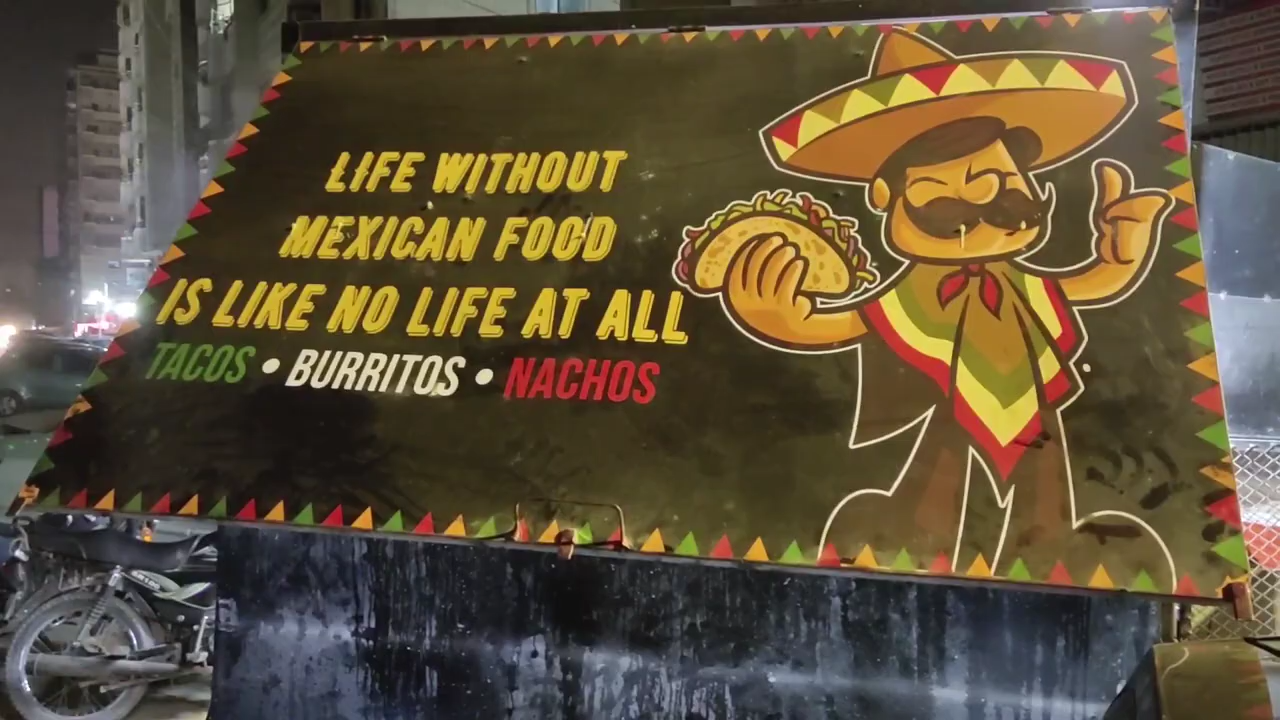 LIFE WITHOUT
MEXICAN FOOD
IS LIKE NO LIFE AT ALL
TACOS • BURRITOS • NACHOS